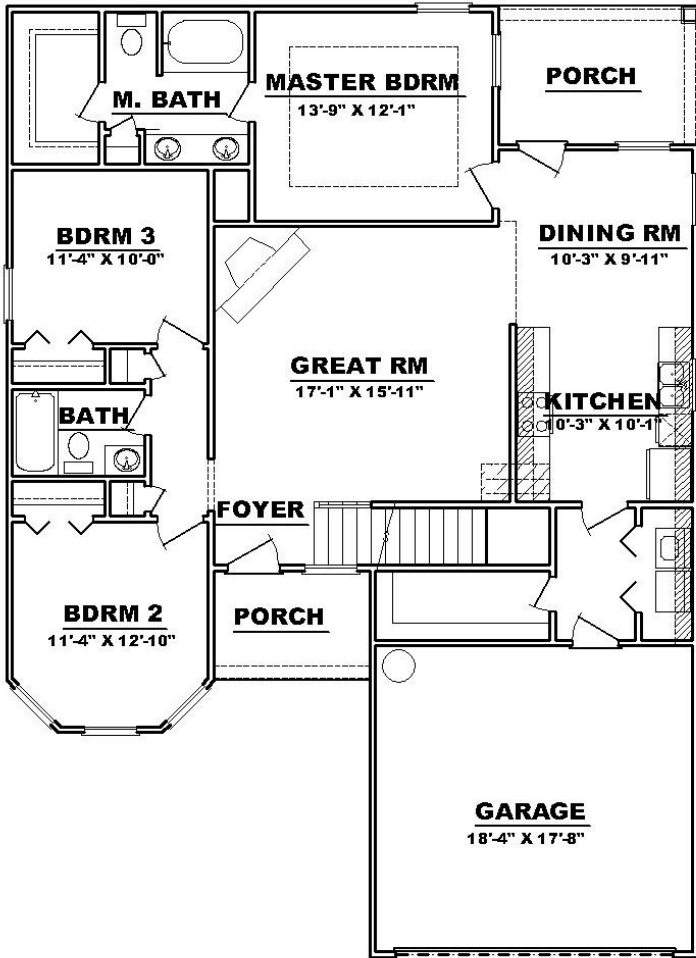 MASTER BDRM
13'-9" X 12'-1"
PORCH
M. BATH
BDRM 3
11'-4" X 10'-0"
DINING RM
10'-3" X 9'-11"
GREAT RM
17'-1" X 15'-11"
BATH
KITCHEN
10'-3" X 10'-1"
FOYER
BDRM 2
11'-4" X 12'-10"
PORCH
GARAGE
18'-4" X 17'-8"